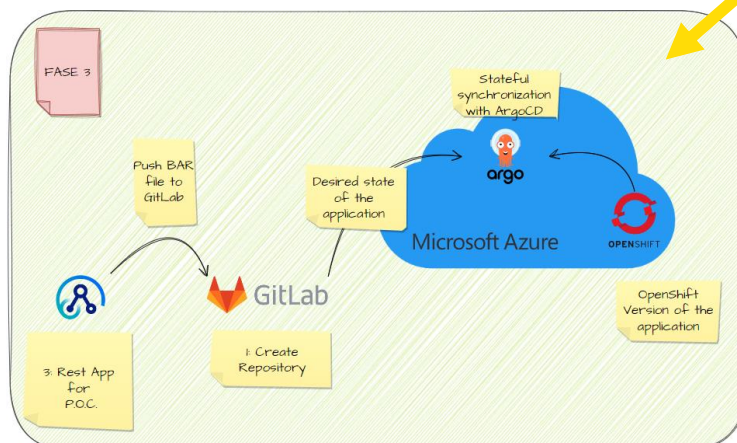 FASE 3
Stateful
synchronization
with ArgoCD
Push BAR
file to
GitLab
Desired state
of the
application
argo
Microsoft Azure
OPENSHIFT
GitLab
OpenShift
Version of the
application
3: Rest App
for
P.O.C.
1: Create
Repository